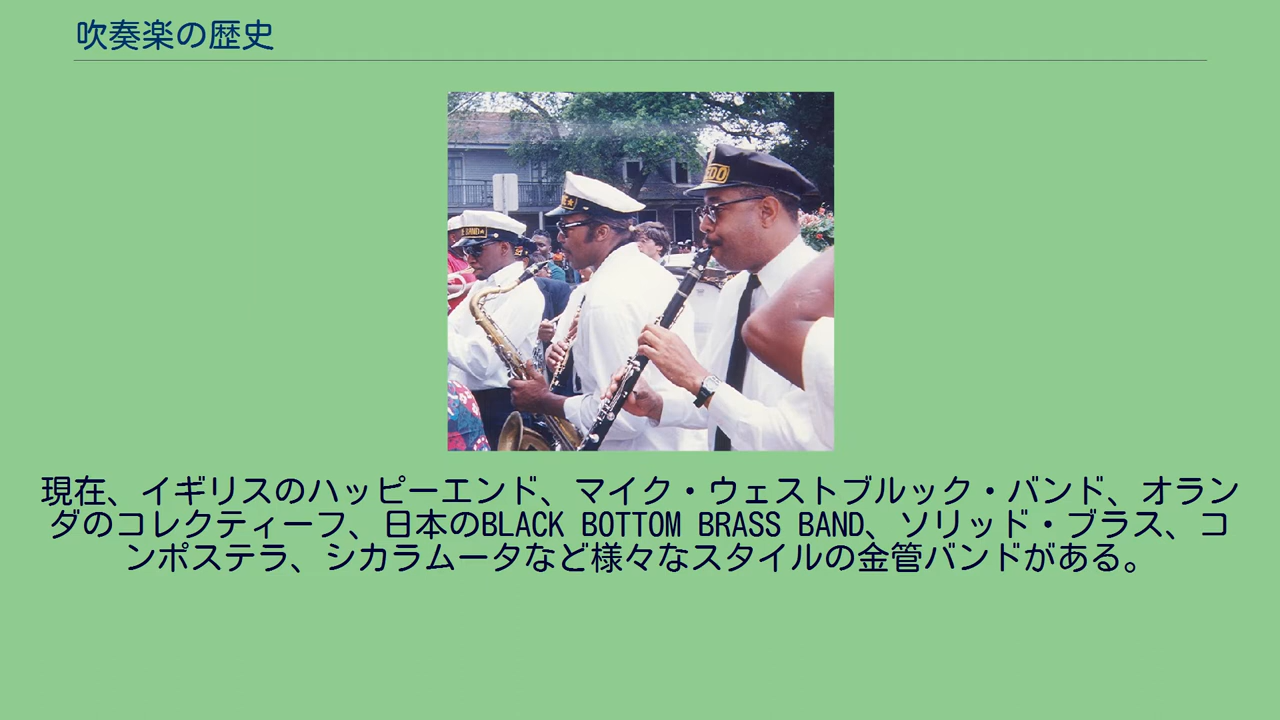 吹奏楽の歴史
現在、イギリスのハッピーエンド、マイク・ウェストブルック・バンド、オラン
ダのコレクティーフ、日本のBLACK BOTTOM BRASS BAND、ソリッド・ブラス、コ
ンポステラ、シカラムータなど様々なスタイルの金管バンドがある。